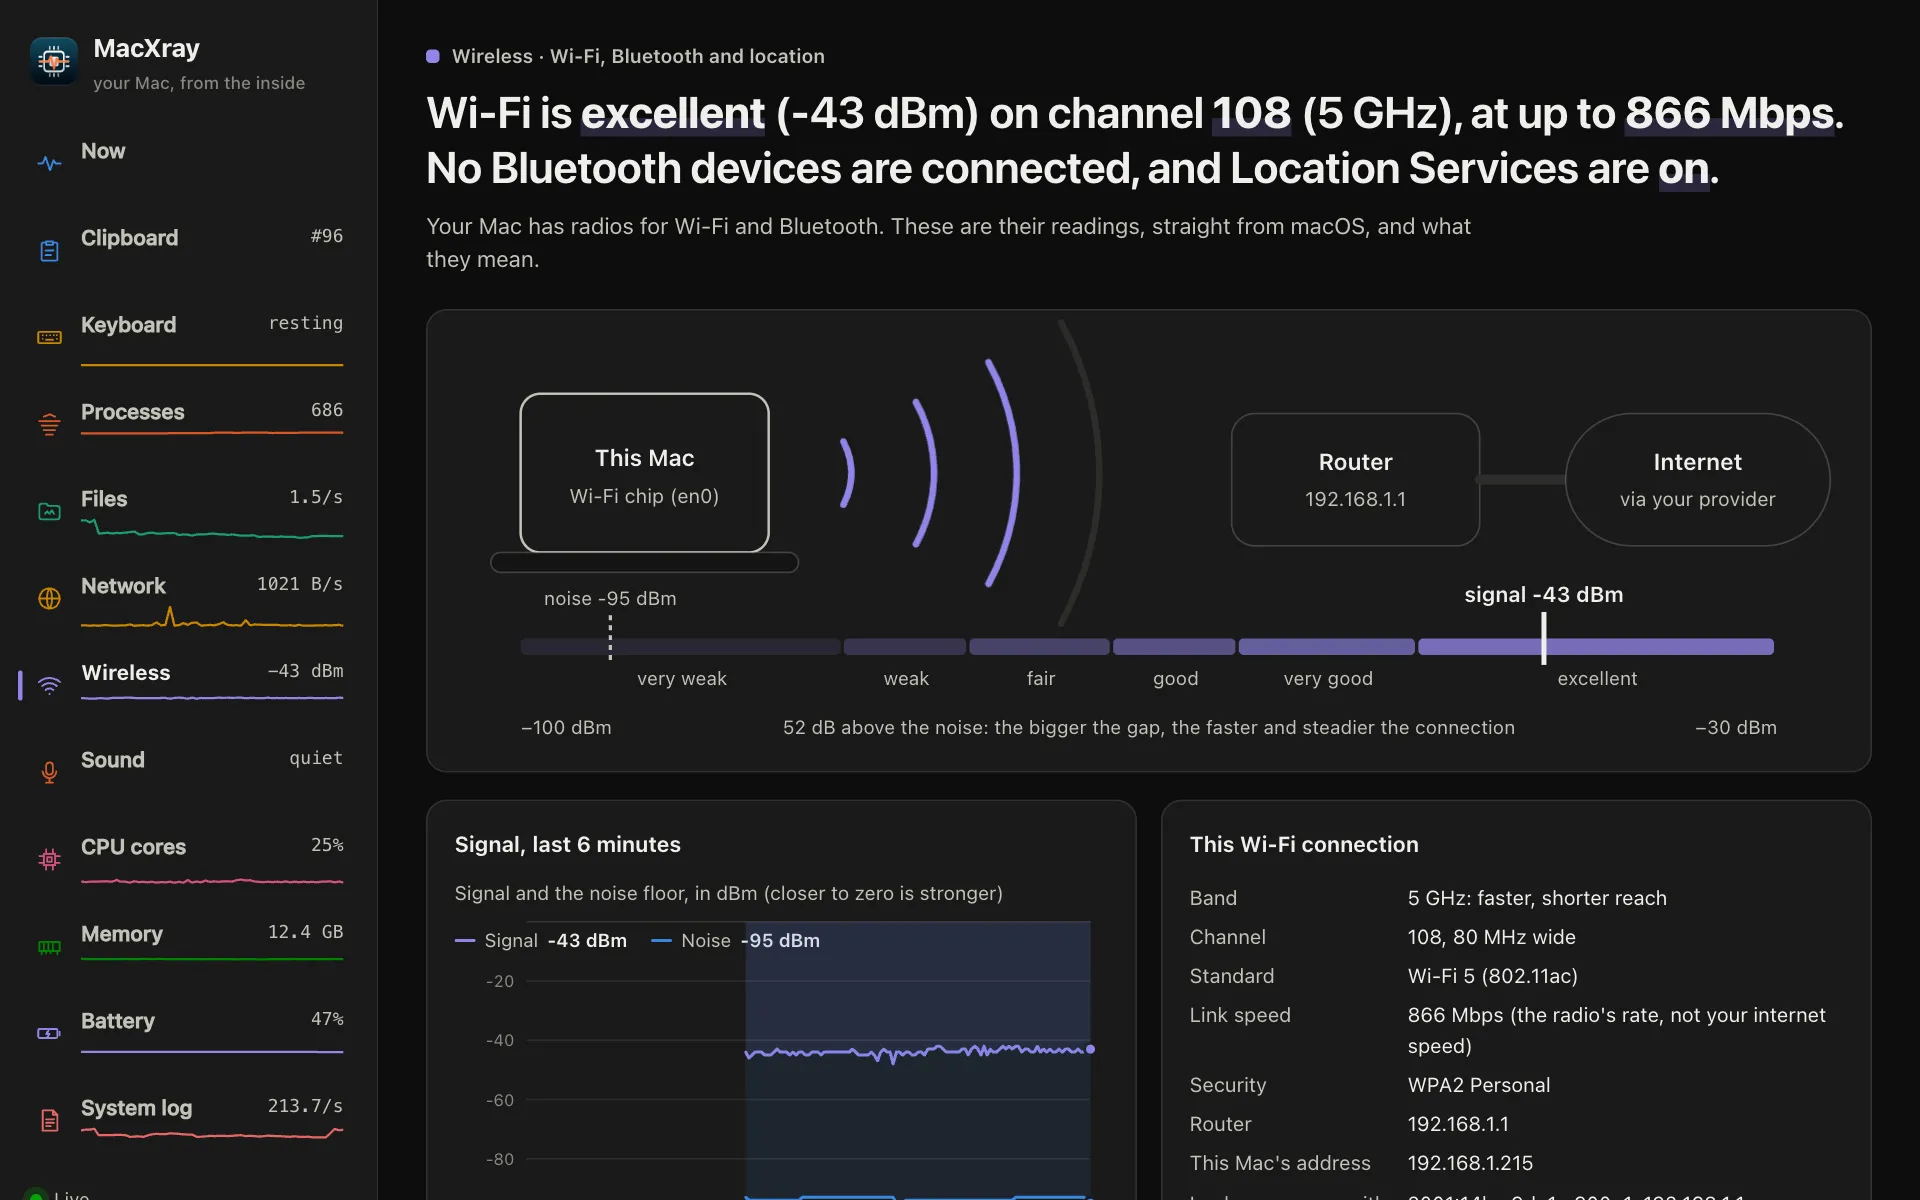 MacXray
your Mac, from the inside
Now
Clipboard #96
Keyboard resting
Processes 686
Files 1.5/s
Network 1021 B/s
Wireless −43 dBm
Sound quiet
CPU cores 25%
Memory 12.4 GB
Battery 47%
System log 213.7/s
Live
Wireless · Wi-Fi, Bluetooth and location
Wi-Fi is excellent (-43 dBm) on channel 108 (5 GHz), at up to 866 Mbps.
No Bluetooth devices are connected, and Location Services are on.
Your Mac has radios for Wi-Fi and Bluetooth. These are their readings, straight from macOS, and what
they mean.
This Mac
Wi-Fi chip (en0)
Router
192.168.1.1
Internet
via your provider
noise -95 dBm
signal -43 dBm
very weak weak fair good very good excellent
−100 dBm 52 dB above the noise: the bigger the gap, the faster and steadier the connection −30 dBm
Signal, last 6 minutes
Signal and the noise floor, in dBm (closer to zero is stronger)
Signal -43 dBm Noise -95 dBm
-20
-40
-60
-80
This Wi-Fi connection
Band 5 GHz: faster, shorter reach
Channel 108, 80 MHz wide
Standard Wi-Fi 5 (802.11ac)
Link speed 866 Mbps (the radio's rate, not your internet
speed)
Security WPA2 Personal
Router 192.168.1.1
This Mac's address 192.168.1.215